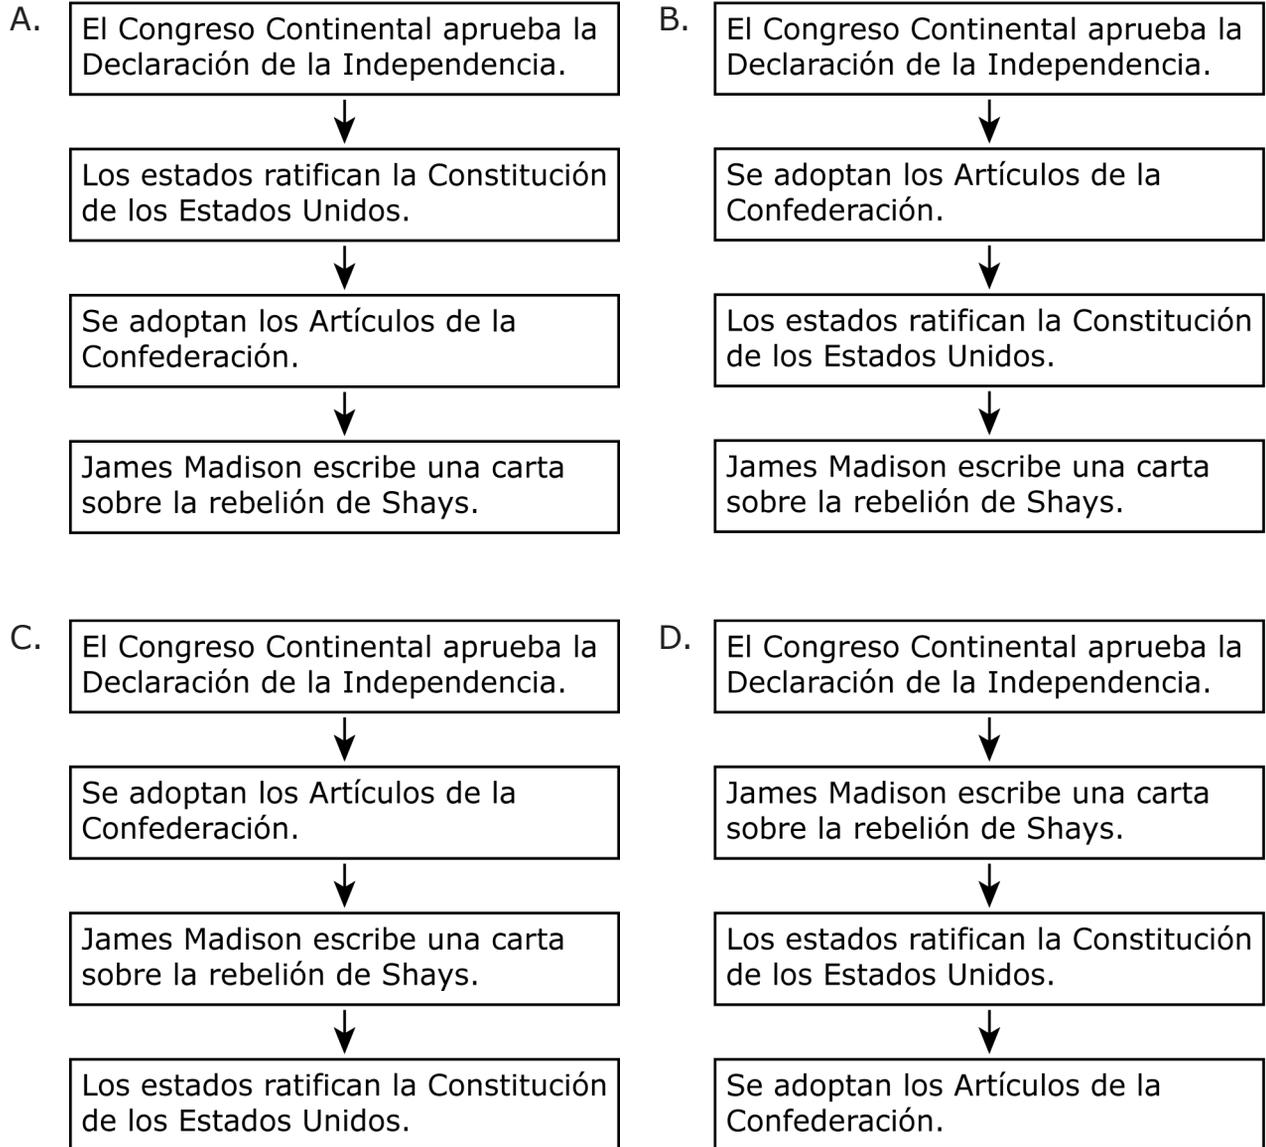 A.
El Congreso Continental aprueba la
Declaración de la Independencia.
Los estados ratifican la Constitución
de los Estados Unidos.
Se adoptan los Artículos de la
Confederación.
James Madison escribe una carta
sobre la rebelión de Shays.
B.
El Congreso Continental aprueba la
Declaración de la Independencia.
Se adoptan los Artículos de la
Confederación.
Los estados ratifican la Constitución
de los Estados Unidos.
James Madison escribe una carta
sobre la rebelión de Shays.
C.
El Congreso Continental aprueba la
Declaración de la Independencia.
Se adoptan los Artículos de la
Confederación.
James Madison escribe una carta
sobre la rebelión de Shays.
Los estados ratifican la Constitución
de los Estados Unidos.
D.
El Congreso Continental aprueba la
Declaración de la Independencia.
James Madison escribe una carta
sobre la rebelión de Shays.
Los estados ratifican la Constitución
de los Estados Unidos.
Se adoptan los Artículos de la
Confederación.